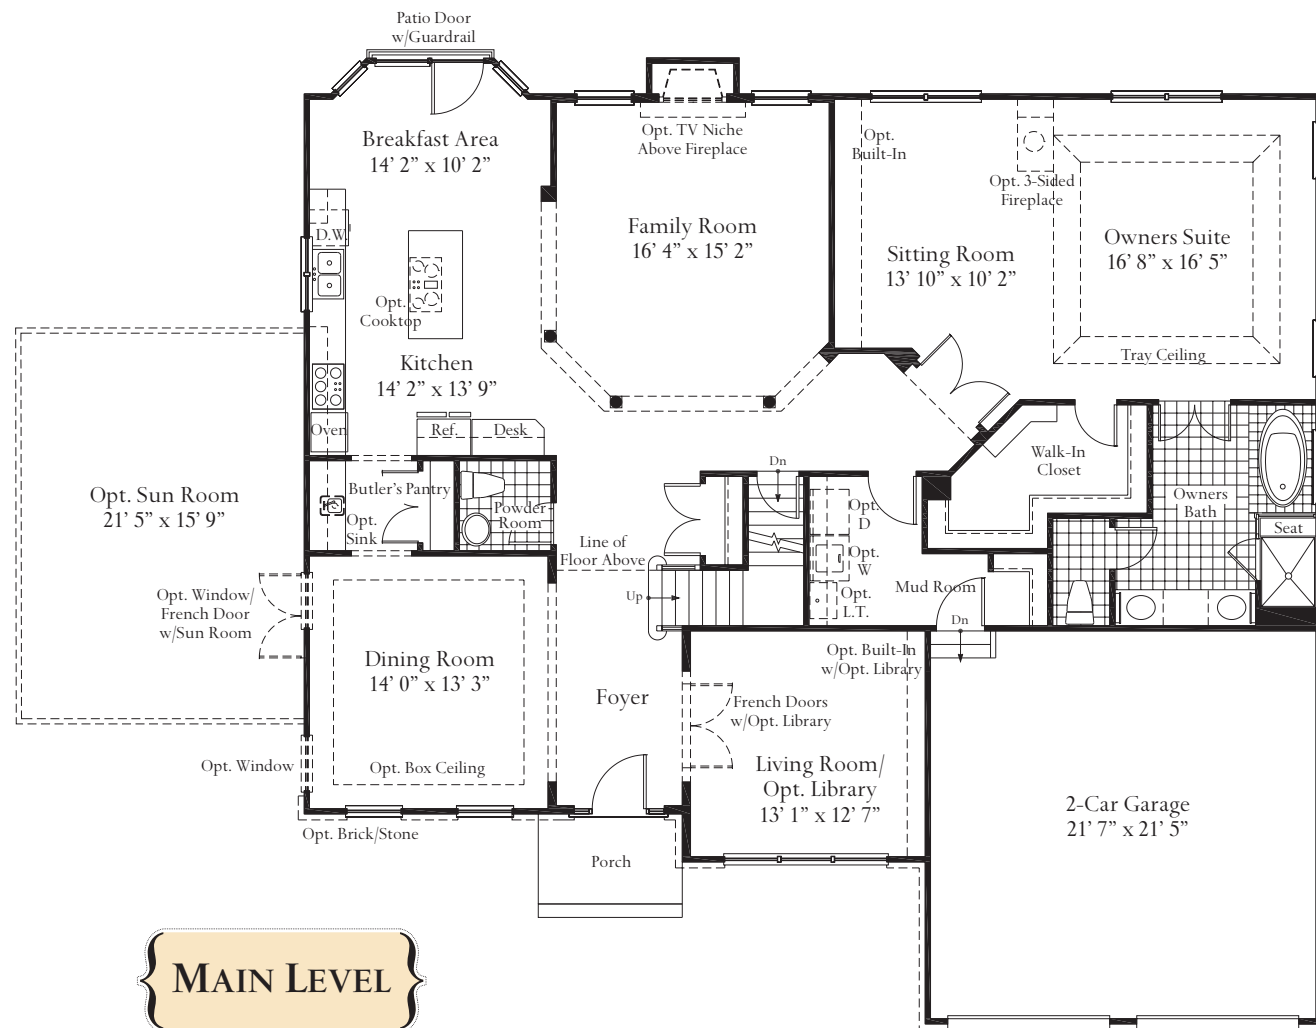 Patio Door
w/Guardrail
Breakfast Area
14’ 2” x 10’ 2”
Opt. TV Niche
Above Fireplace
Opt.
Built-In
Opt. 3-Sided
Fireplace
Family Room
16’ 4” x 15’ 2”
Sitting Room
13’ 10” x 10’ 2”
Owners Suite
16’ 8” x 16’ 5”
Tray Ceiling
D.W.
Opt.
Cooktop
Kitchen
14’ 2” x 13’ 9”
Oven
Ref.
Desk
Walk-In
Closet
Dn
Opt. Sun Room
21’ 5” x 15’ 9”
Butler’s Pantry
Opt.
Sink
Powder
Room
Line of
Floor Above
Opt.
D
Opt.
W
Opt.
L.T.
Owners
Bath
Seat
Mud Room
Up
Dn
Opt. Window/
French Door
w/Sun Room
Dining Room
14’ 0” x 13’ 3”
Foyer
Opt. Built-In
w/Opt. Library
French Doors
w/Opt. Library
Opt. Window
Opt. Box Ceiling
Living Room/
Opt. Library
13’ 1” x 12’ 7”
2-Car Garage
21’ 7” x 21’ 5”
Opt. Brick/Stone
Porch
MAIN LEVEL